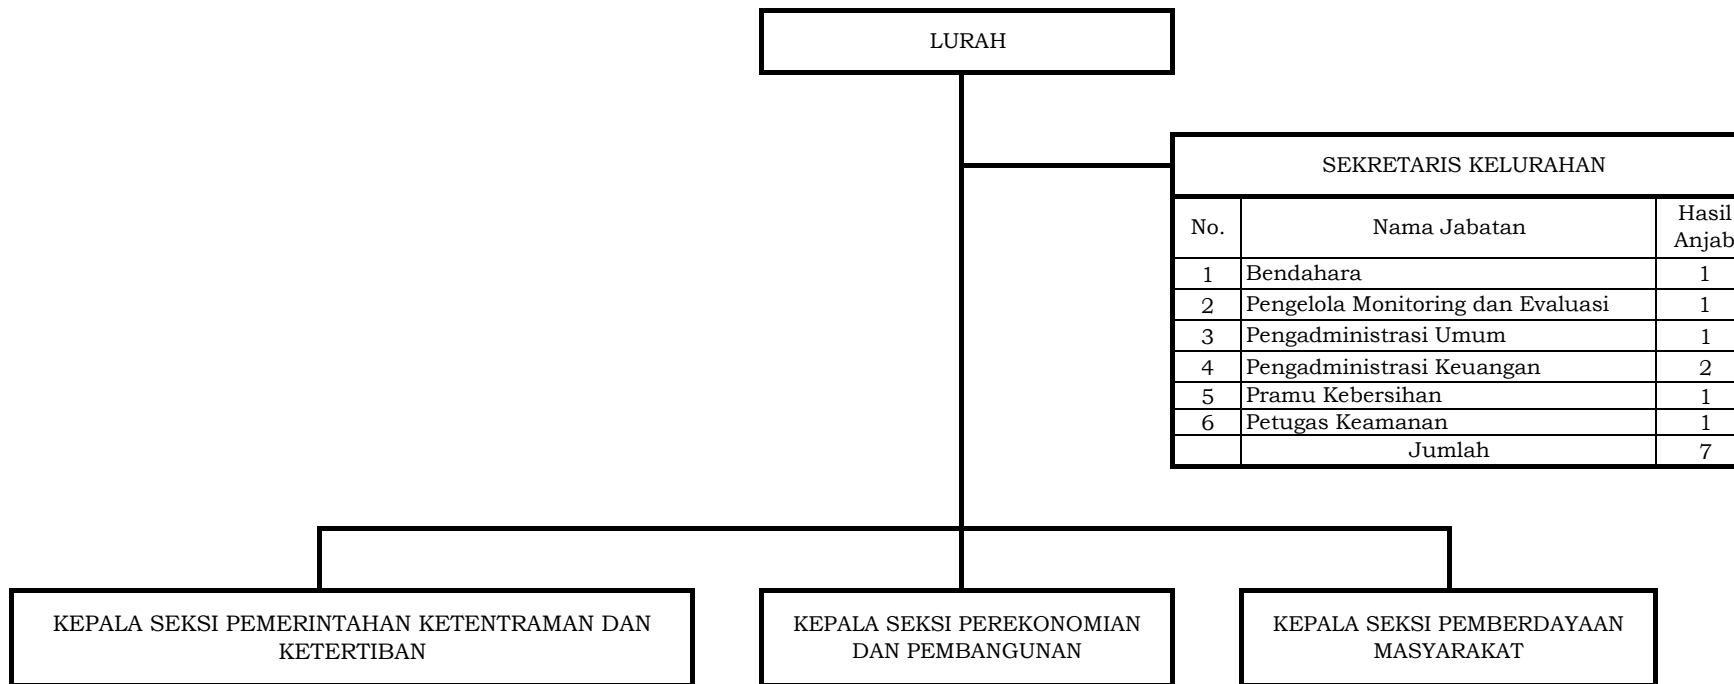 LURAH
SEKRETARIS KELURAHAN
No. Nama Jabatan Hasil
Anjab
1 Bendahara 1
2 Pengelola Monitoring dan Evaluasi 1
3 Pengadministrasi Umum 1
4 Pengadministrasi Keuangan 2
5 Pramu Kebersihan 1
6 Petugas Keamanan 1
Jumlah 7
KEPALA SEKSI PEMERINTAHAN KETENTRAMAN DAN
KETERTIBAN
KEPALA SEKSI PEREKONOMIAN
DAN PEMBANGUNAN
KEPALA SEKSI PEMBERDAYAAN
MASYARAKAT